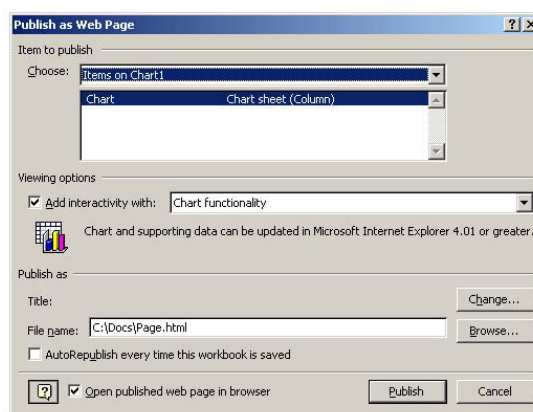 Publish as Web Page
Item to publish
Choose: Items on Chart1
Chart Chart sheet (Column)
Viewing options
Add interactivity with: Chart functionality
Chart and supporting data can be updated in Microsoft Internet Explorer 4.01 or greater.
Publish as
Title: Change...
File name: C:\Docs\Page.html Browse...
AutoRepublish every time this workbook is saved
Open published web page in browser Publish Cancel